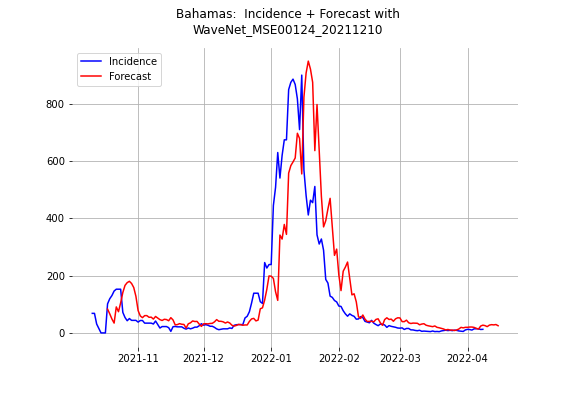 Bahamas:  Incidence + Forecast with
WaveNet_MSE00124_20211210
Incidence
Forecast
800
600
400
200
0
2021-11
2021-12
2022-01
2022-02
2022-03
2022-04